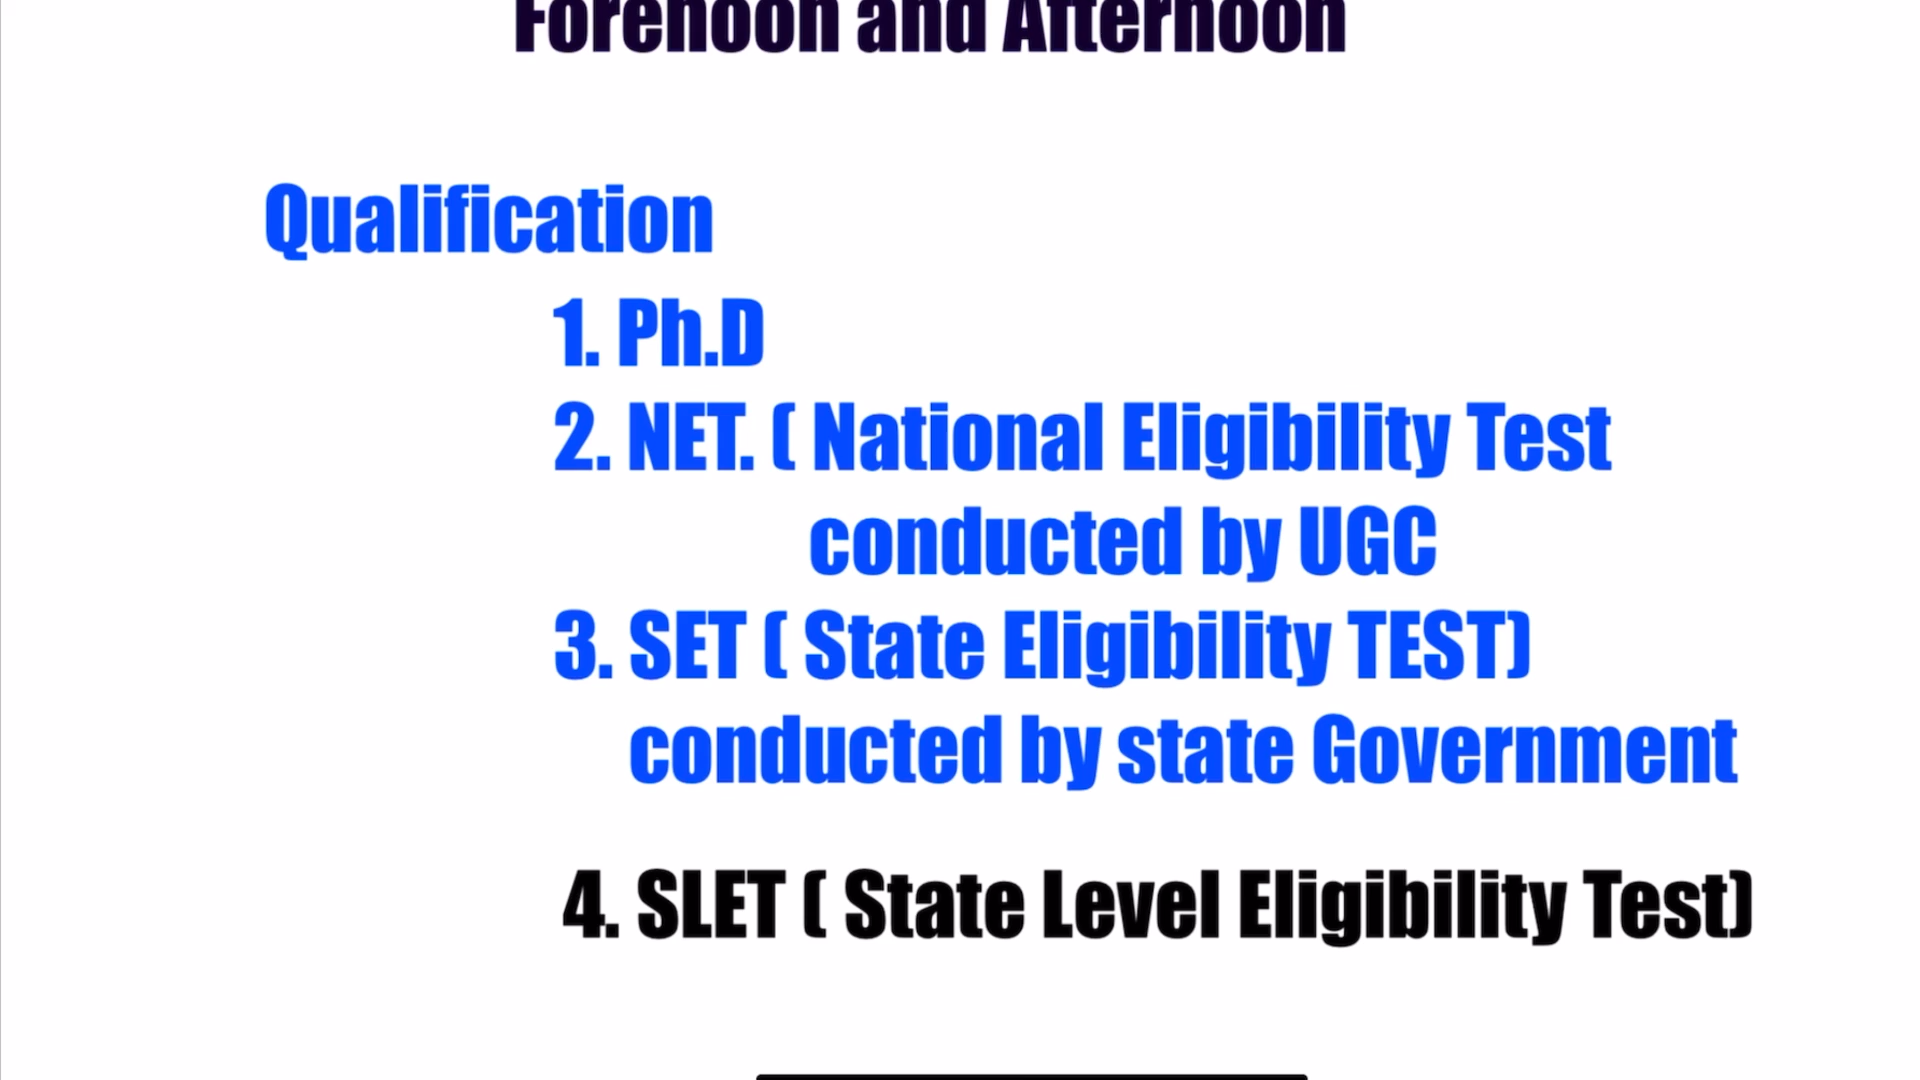 Forenoon and Afternoon
Qualification
1. Ph.D
2. NET. ( National Eligibility Test
conducted by UGC
3. SET ( State Eligibility TEST)
conducted by state Government
4. SLET ( State Level Eligibility Test)